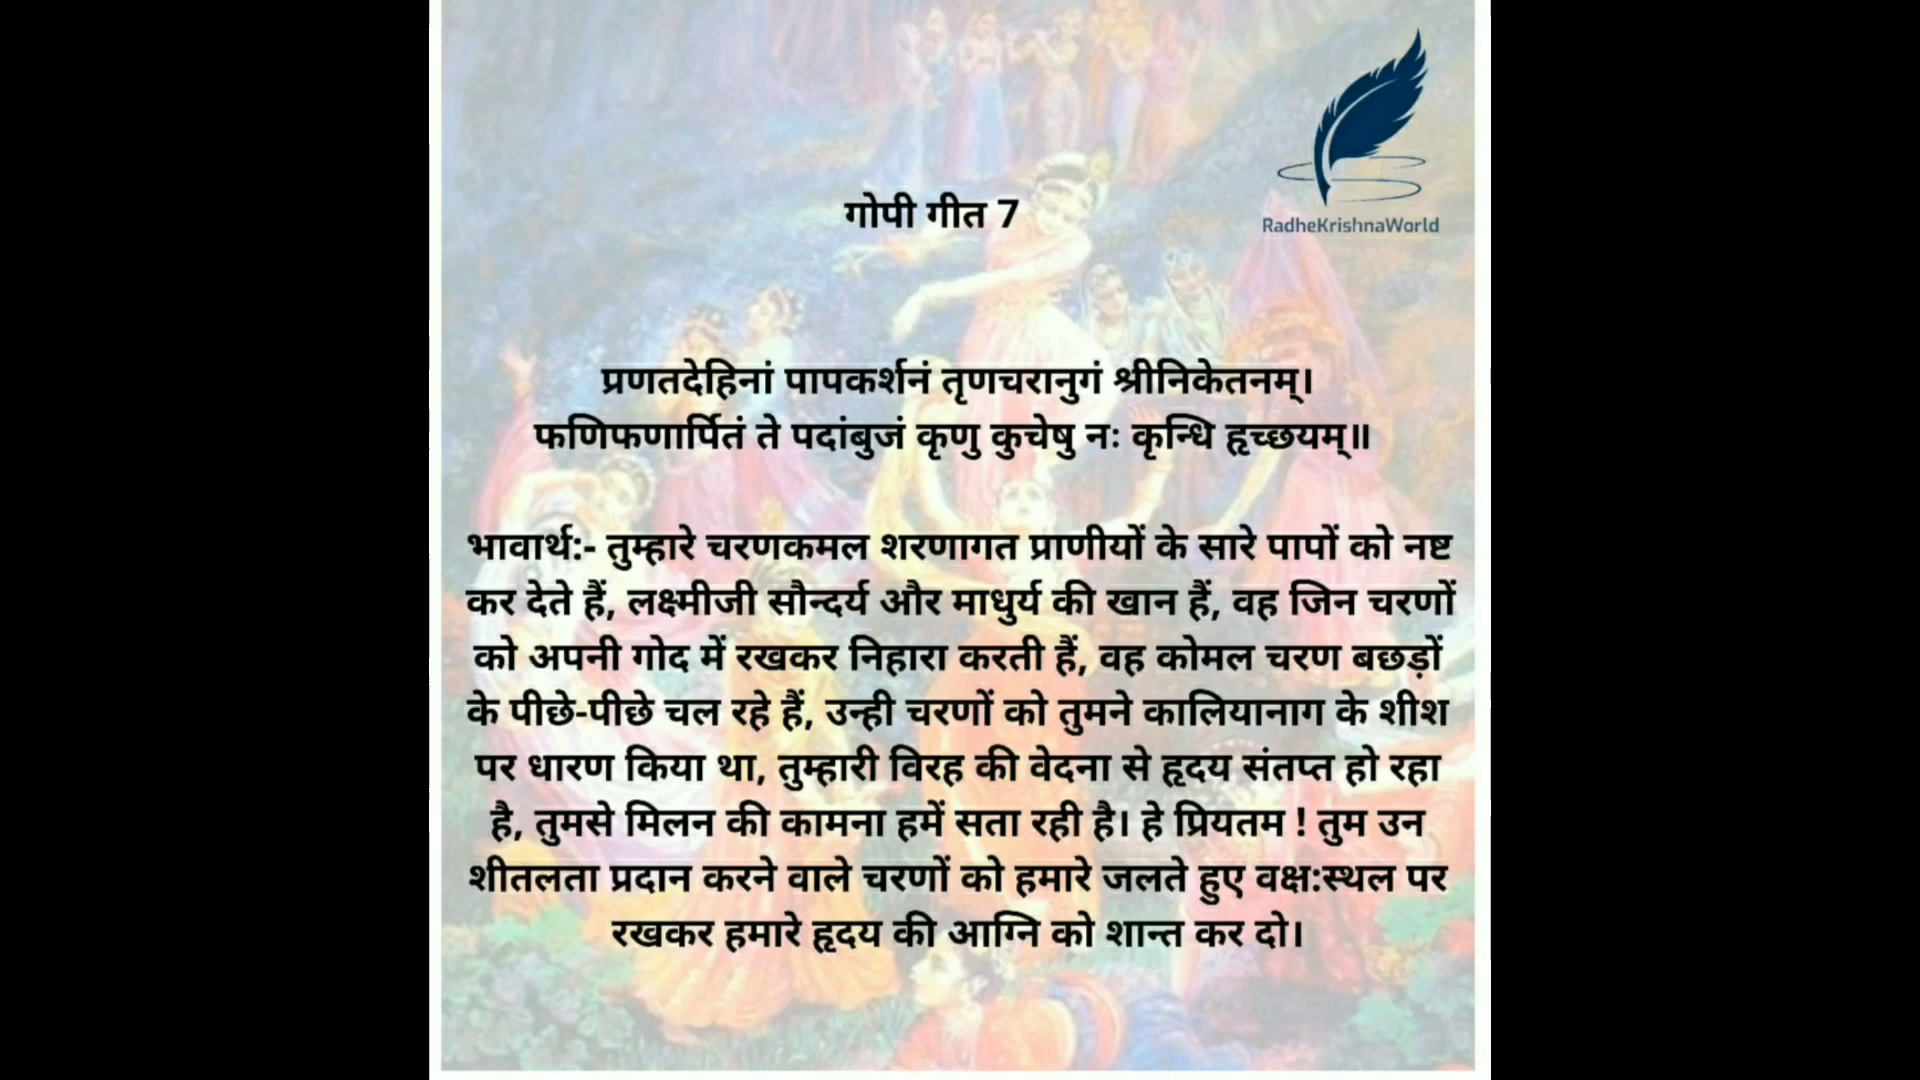 RadheKrishnaWorld
गोपी गीत 7
प्रणतदेहिनां पापकर्शनं तृणचरानुगं श्रीनिकेतनम्।
फणिफणार्पितं ते पदांबुजं कृणु कुचेषु नः कृन्धि हृच्छयम्॥
भावार्थ:- तुम्हारे चरणकमल शरणागत प्राणीयों के सारे पापों को नष्ट
कर देते हैं, लक्ष्मीजी सौन्दर्य और माधुर्य की खान हैं, वह जिन चरणों
को अपनी गोद में रखकर निहारा करती हैं, वह कोमल चरण बछड़ों
के पीछे-पीछे चल रहे हैं, उन्ही चरणों को तुमने कालियानाग के शीश
पर धारण किया था, तुम्हारी विरह की वेदना से हृदय संतप्त हो रहा
है, तुमसे मिलन की कामना हमें सता रही है। हे प्रियतम ! तुम उन
शीतलता प्रदान करने वाले चरणों को हमारे जलते हुए वक्ष:स्थल पर
रखकर हमारे हृदय की आग्नि को शान्त कर दो।